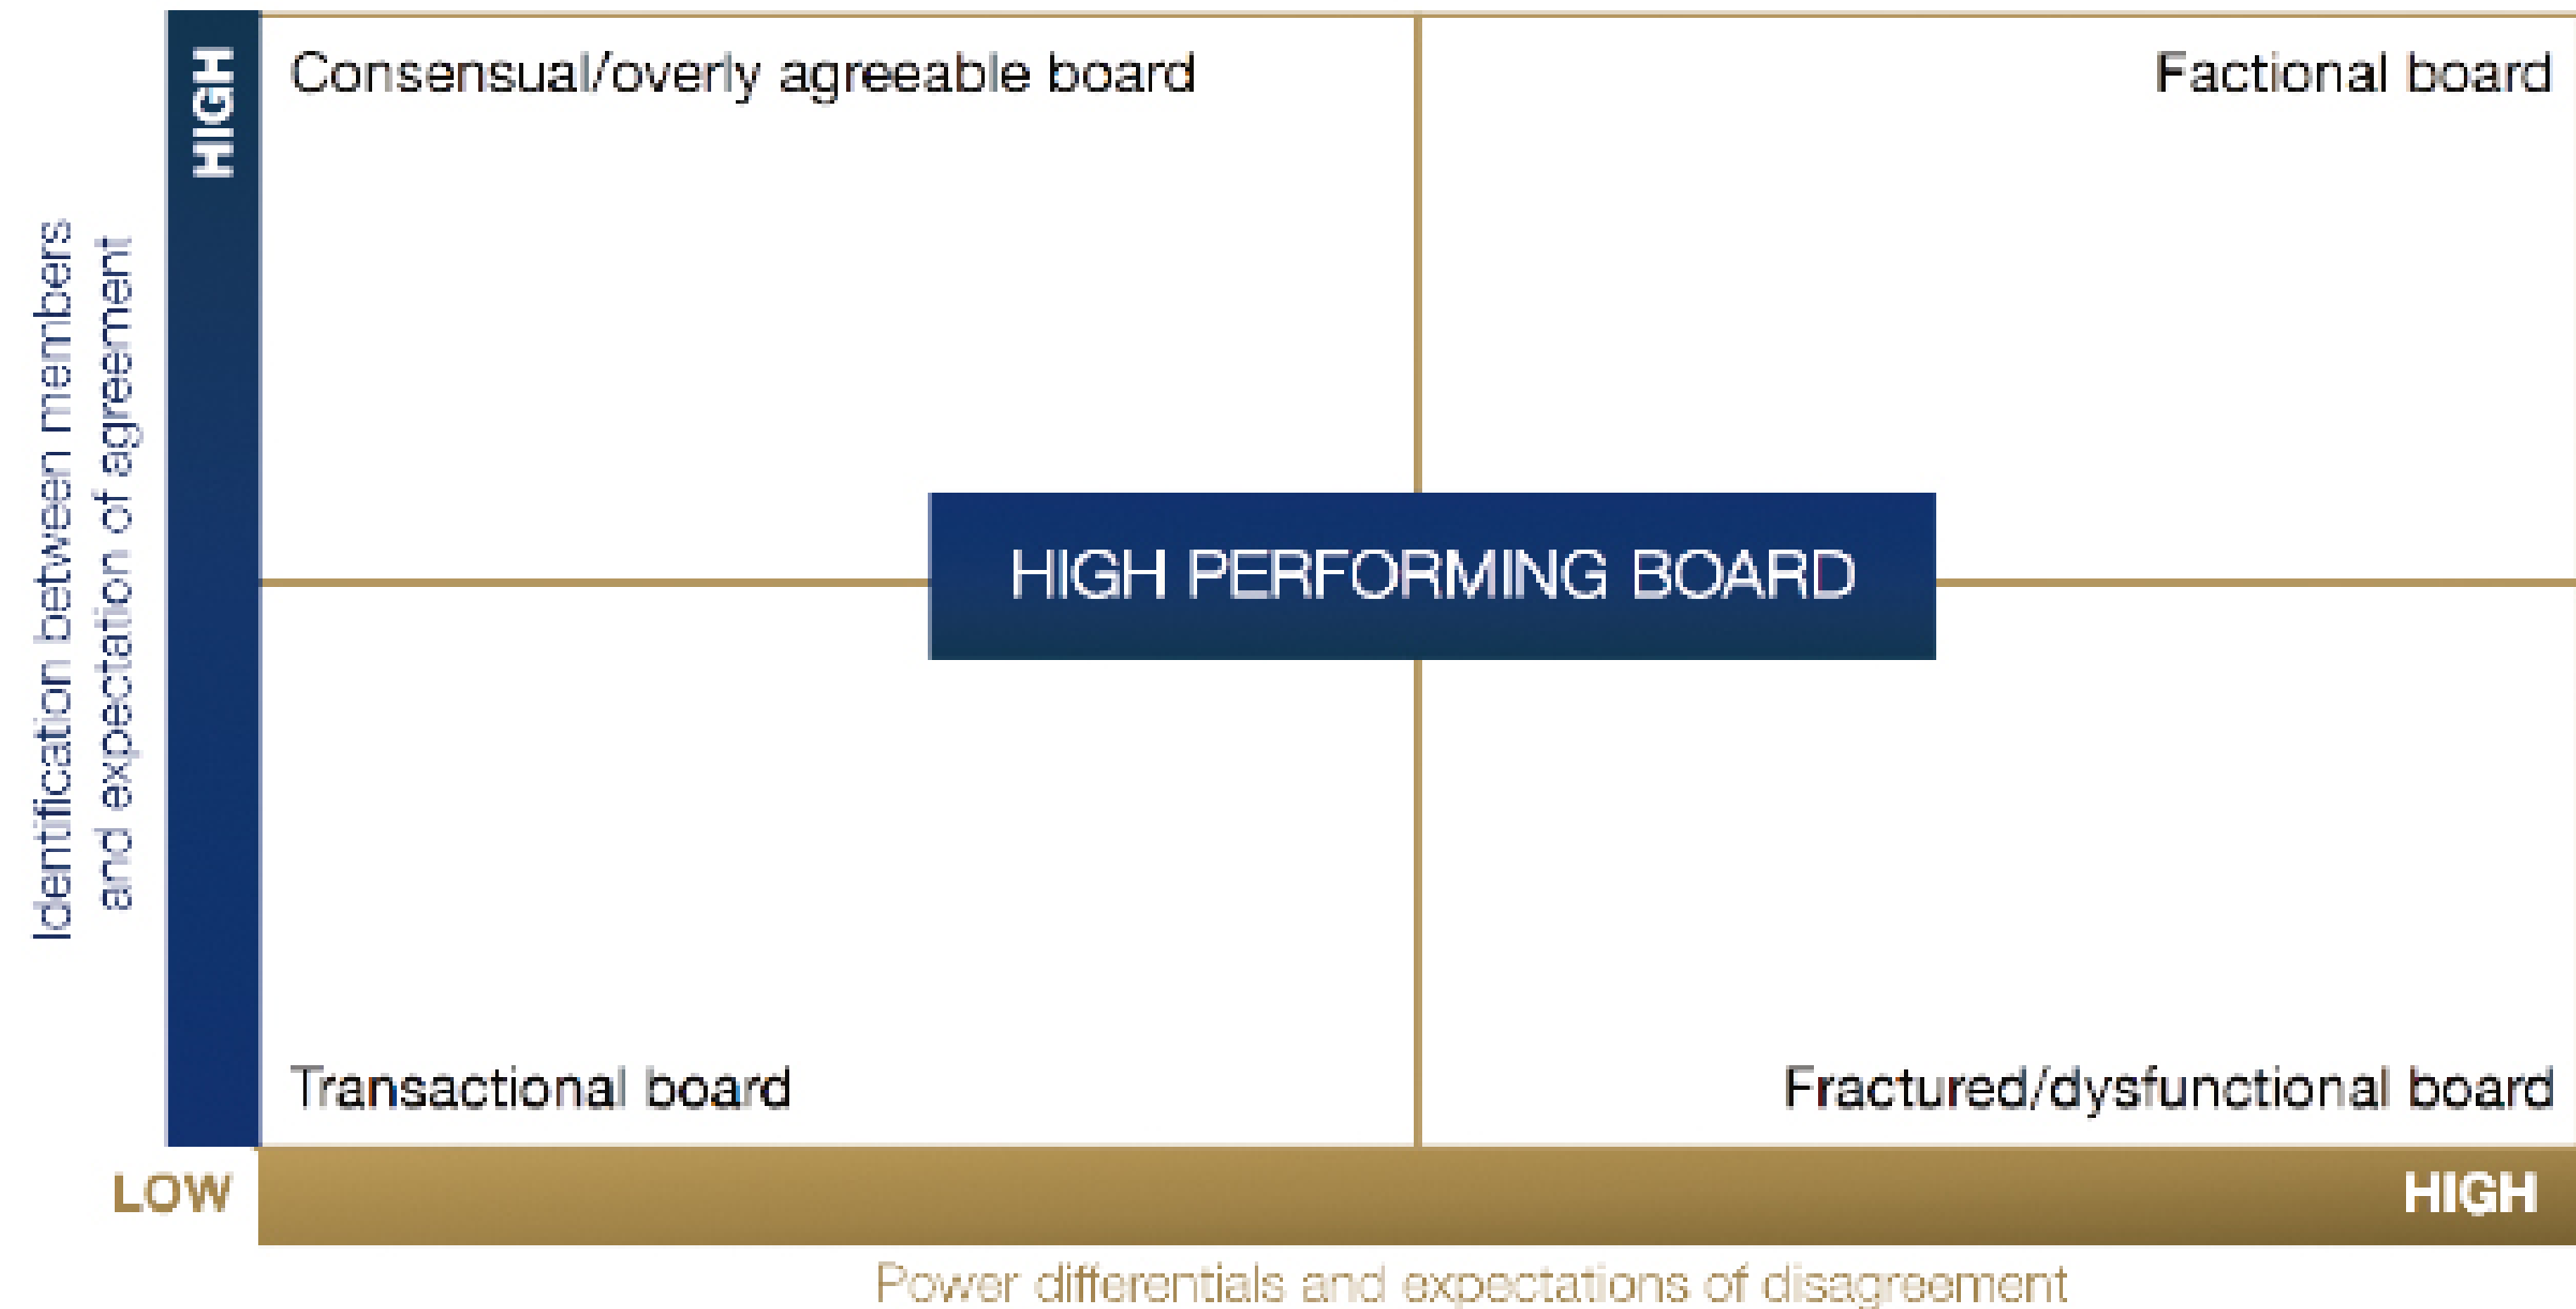 HIGH
Consensual/overly agreeable board
Factional board
Identification between members
and expectation of agreement
HIGH PERFORMING BOARD
Transactional board
Fractured/dysfunctional board
LOW
HIGH
Power differentials and expectations of disagreement